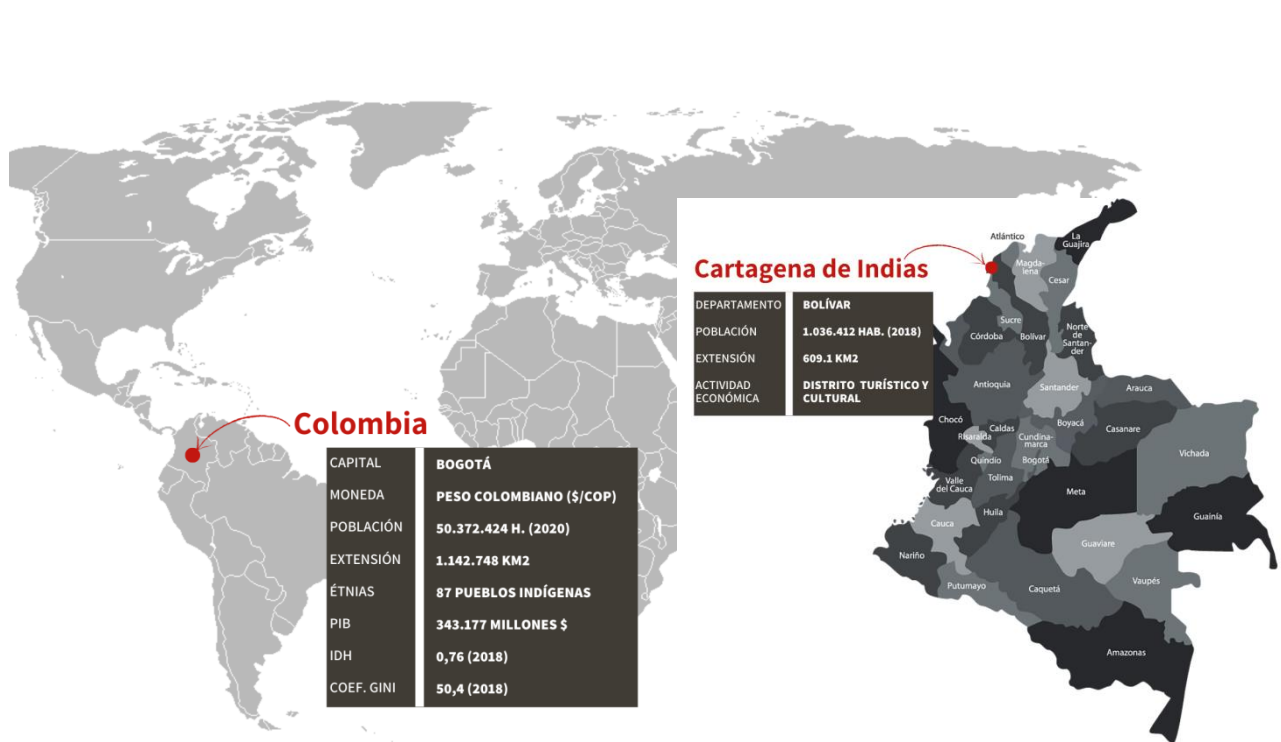 Colombia
CAPITAL BOGOTÁ
MONEDA PESO COLOMBIANO ($/COP)
POBLACIÓN 50.372.424 H. (2020)
EXTENSIÓN 1.142.748 KM2
ÉTNIAS 87 PUEBLOS INDÍGENAS
PIB 343.177 MILLONES $
IDH 0,76 (2018)
COEF. GINI 50,4 (2018)
Cartagena de Indias
DEPARTAMENTO BOLÍVAR
POBLACIÓN 1.036.412 HAB. (2018)
EXTENSIÓN 609.1 KM2
ACTIVIDAD DISTRITO TURÍSTICO Y
ECONÓMICA CULTURAL
Atlántico
La
Guajira
Magda-
lena
Cesar
Sucre
Córdoba
Bolívar
Norte
de
Santan-
der
Antioquia
Santander
Arauca
Chocó
Risaralda
Caldas
Cundina-
marca
Boyacá
Casanare
Vichada
Quindío
Bogotá
Valle
del Cauca
Tolima
Meta
Cauca
Huila
Guainía
Guaviare
Nariño
Putumayo
Caquetá
Vaupés
Amazonas